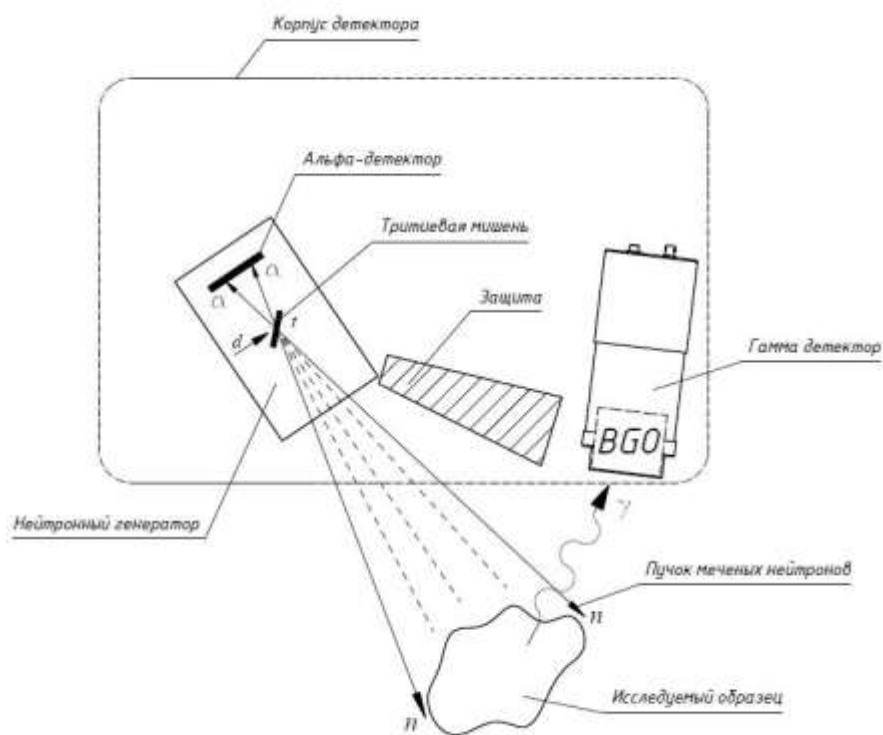 Корпус детектора
Альфа-детектор
Тритиевая мишень
α
α
t
d
Защита
Гамма детектор
BGO
Нейтронный генератор
γ
Пучок меченых нейтронов
n
n
Исследуемый образец